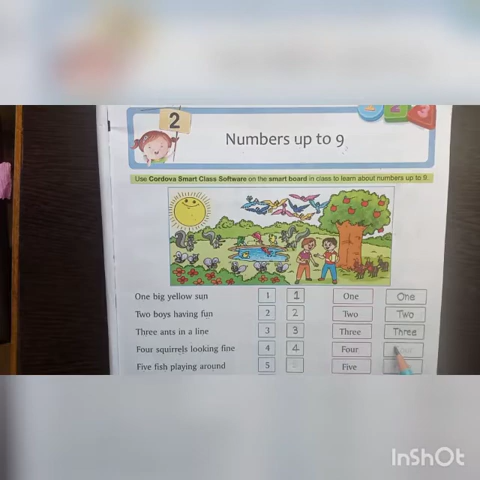 2
1 2 3
Numbers up to 9
Use Cordova Smart Class Software on the smart board in class to learn about numbers up to 9.
One big yellow sun 1 1 One One
Two boys having fun 2 2 Two Two
Three ants in a line 3 3 Three Three
Four squirrels looking fine 4 4 Four
Five fish playing around 5 Five
InShOt